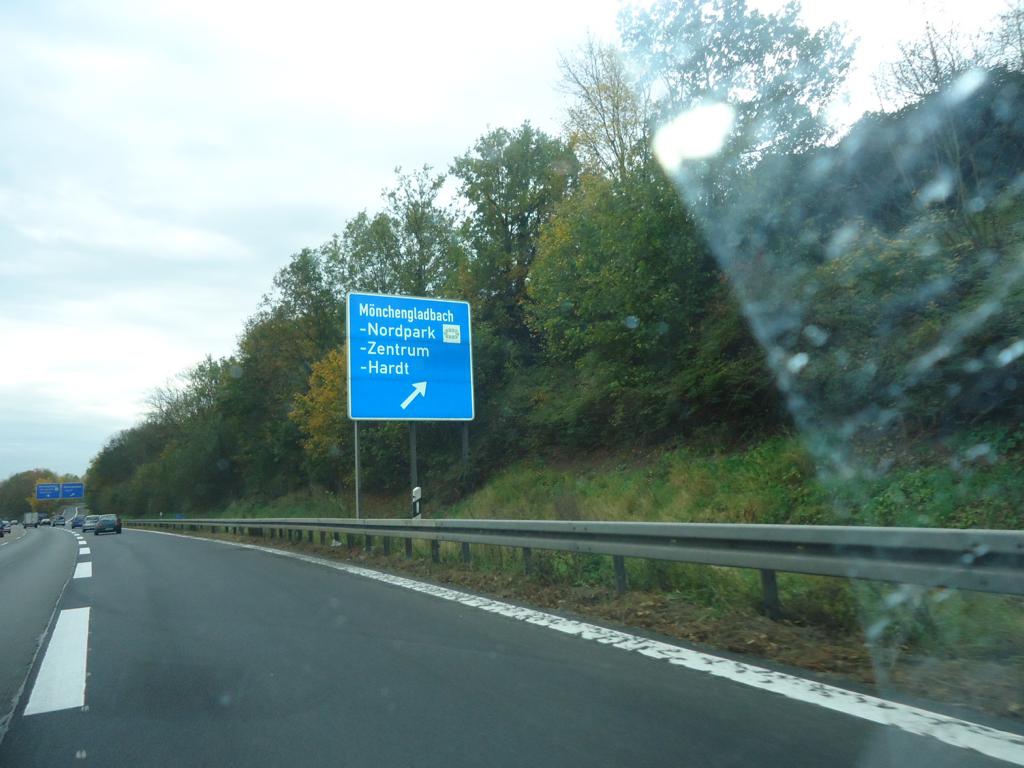 Mönchengladbach
-Nordpark
-Zentrum
-Hardt